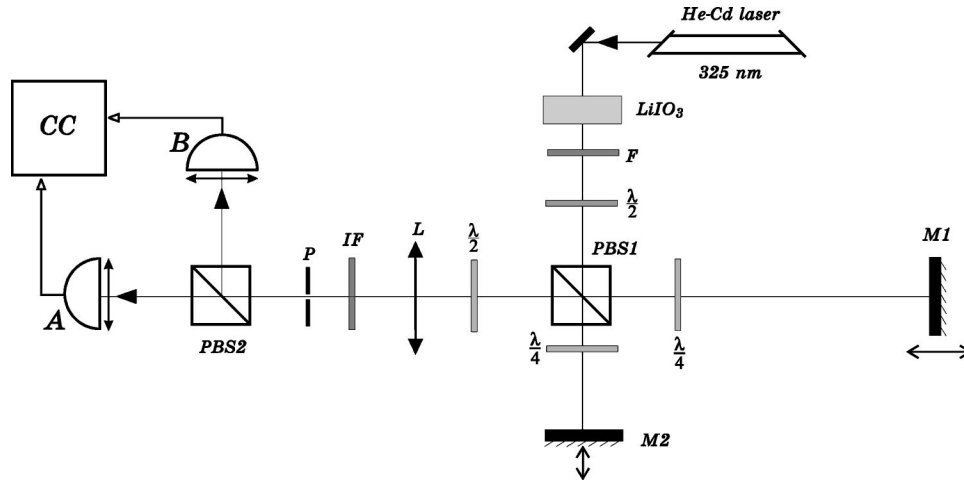 He-Cd laser
325 nm
LiIO₃
F
λ/2
PBS1
M1
CC
B
A
PBS2
P
IF
L
λ/2
λ/4
λ/4
M2